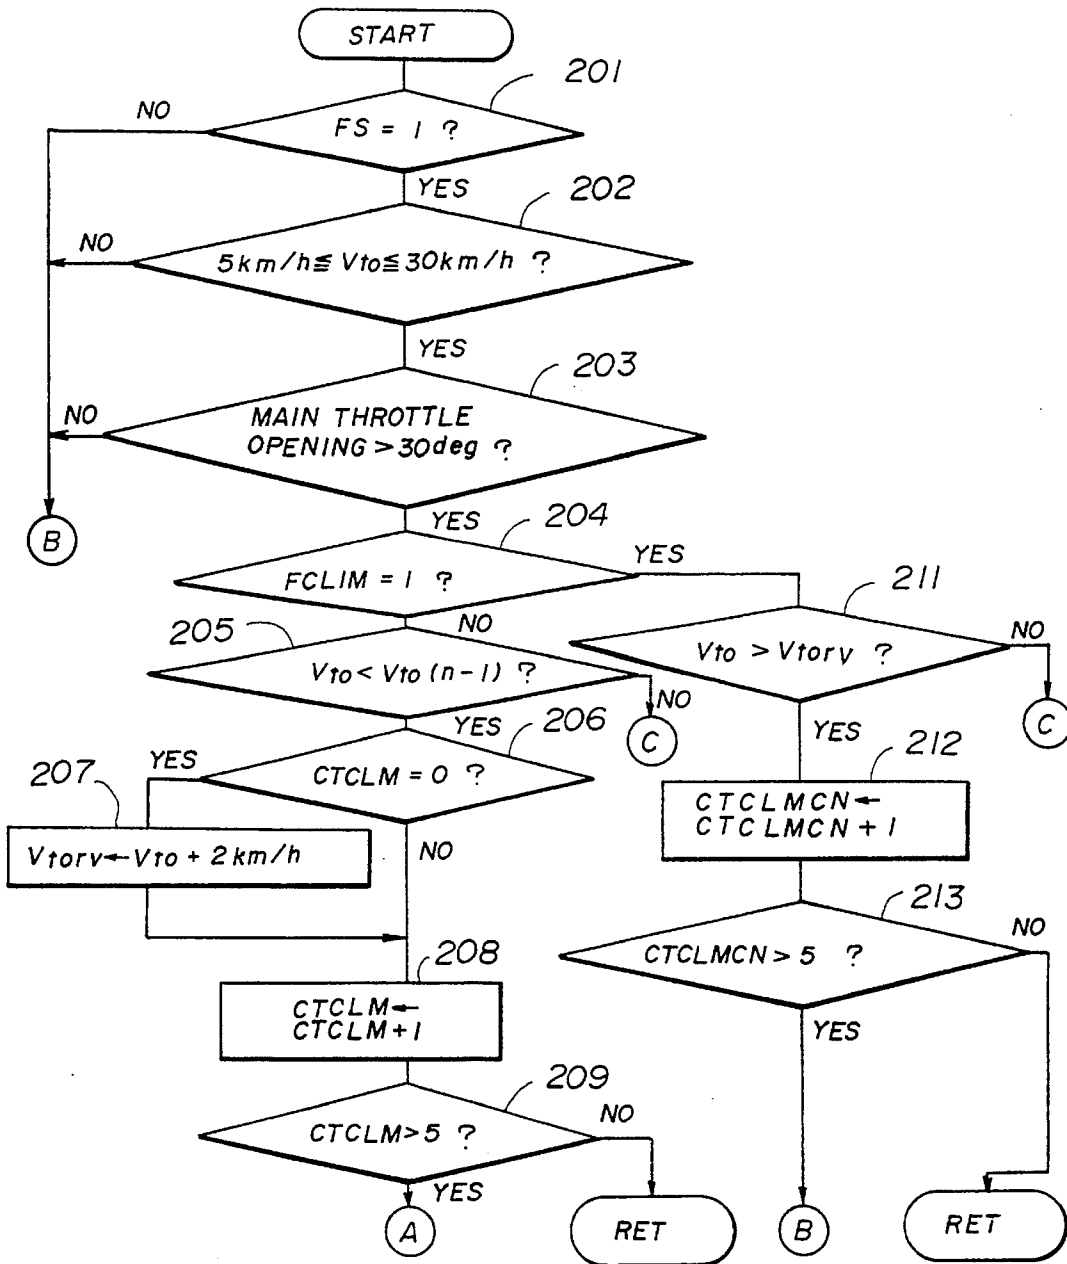 START
201
NO
FS = 1 ?
YES
202
NO
5km/h≦ Vto≦30km/h ?
YES
203
NO
MAIN THROTTLE
OPENING>30deg ?
B
YES
204
YES
FCLIM = 1 ?
211
205
NO
NO
Vto > Vtorv ?
Vto< Vto (n-1) ?
NO
YES
206
C
YES
C
207
YES
CTCLM = 0 ?
212
CTCLMCN←
CTCLMCN + 1
Vtorv←Vto + 2km/h
NO
213
NO
CTCLMCN> 5 ?
208
CTCLM←
CTCLM+1
YES
209
NO
CTCLM>5 ?
YES
A
RET
B
RET